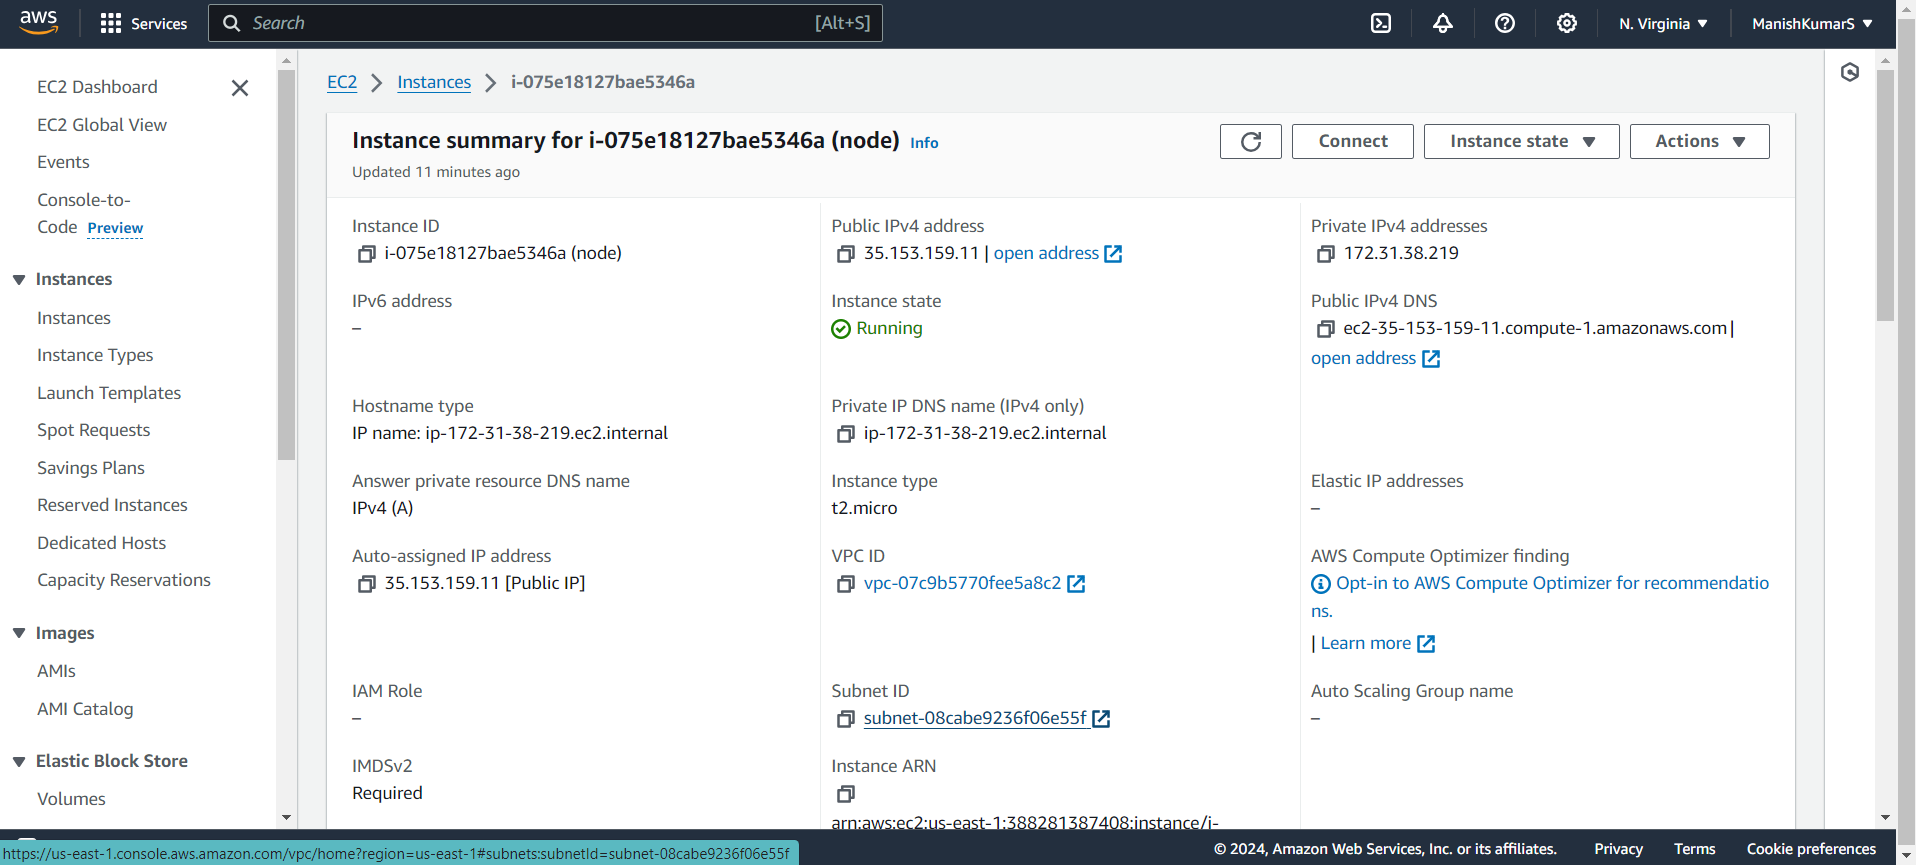 aws
Services
Search
[Alt+S]
N. Virginia
ManishKumarS
EC2 Dashboard
EC2 Global View
Events
Console-to-
Code Preview
Instances
Instances
Instance Types
Launch Templates
Spot Requests
Savings Plans
Reserved Instances
Dedicated Hosts
Capacity Reservations
Images
AMIs
AMI Catalog
Elastic Block Store
Volumes
EC2
Instances
i-075e18127bae5346a
Instance summary for i-075e18127bae5346a (node) Info
Updated 11 minutes ago
Connect
Instance state
Actions
Instance ID
i-075e18127bae5346a (node)
Public IPv4 address
35.153.159.11 | open address
Private IPv4 addresses
172.31.38.219
IPv6 address
–
Instance state
Running
Public IPv4 DNS
ec2-35-153-159-11.compute-1.amazonaws.com |
open address
Hostname type
IP name: ip-172-31-38-219.ec2.internal
Private IP DNS name (IPv4 only)
ip-172-31-38-219.ec2.internal
Answer private resource DNS name
IPv4 (A)
Instance type
t2.micro
Elastic IP addresses
–
Auto-assigned IP address
35.153.159.11 [Public IP]
VPC ID
vpc-07c9b5770fee5a8c2
AWS Compute Optimizer finding
Opt-in to AWS Compute Optimizer for recommendatio
ns.
| Learn more
IAM Role
–
Subnet ID
subnet-08cabe9236f06e55f
Auto Scaling Group name
–
IMDSv2
Required
Instance ARN
arn:aws:ec2:us-east-1:388281387408:instance/i-
https://us-east-1.console.aws.amazon.com/vpc/home?region=us-east-1#subnets:subnetId=subnet-08cabe9236f06e55f
© 2024, Amazon Web Services, Inc. or its affiliates.
Privacy
Terms
Cookie preferences